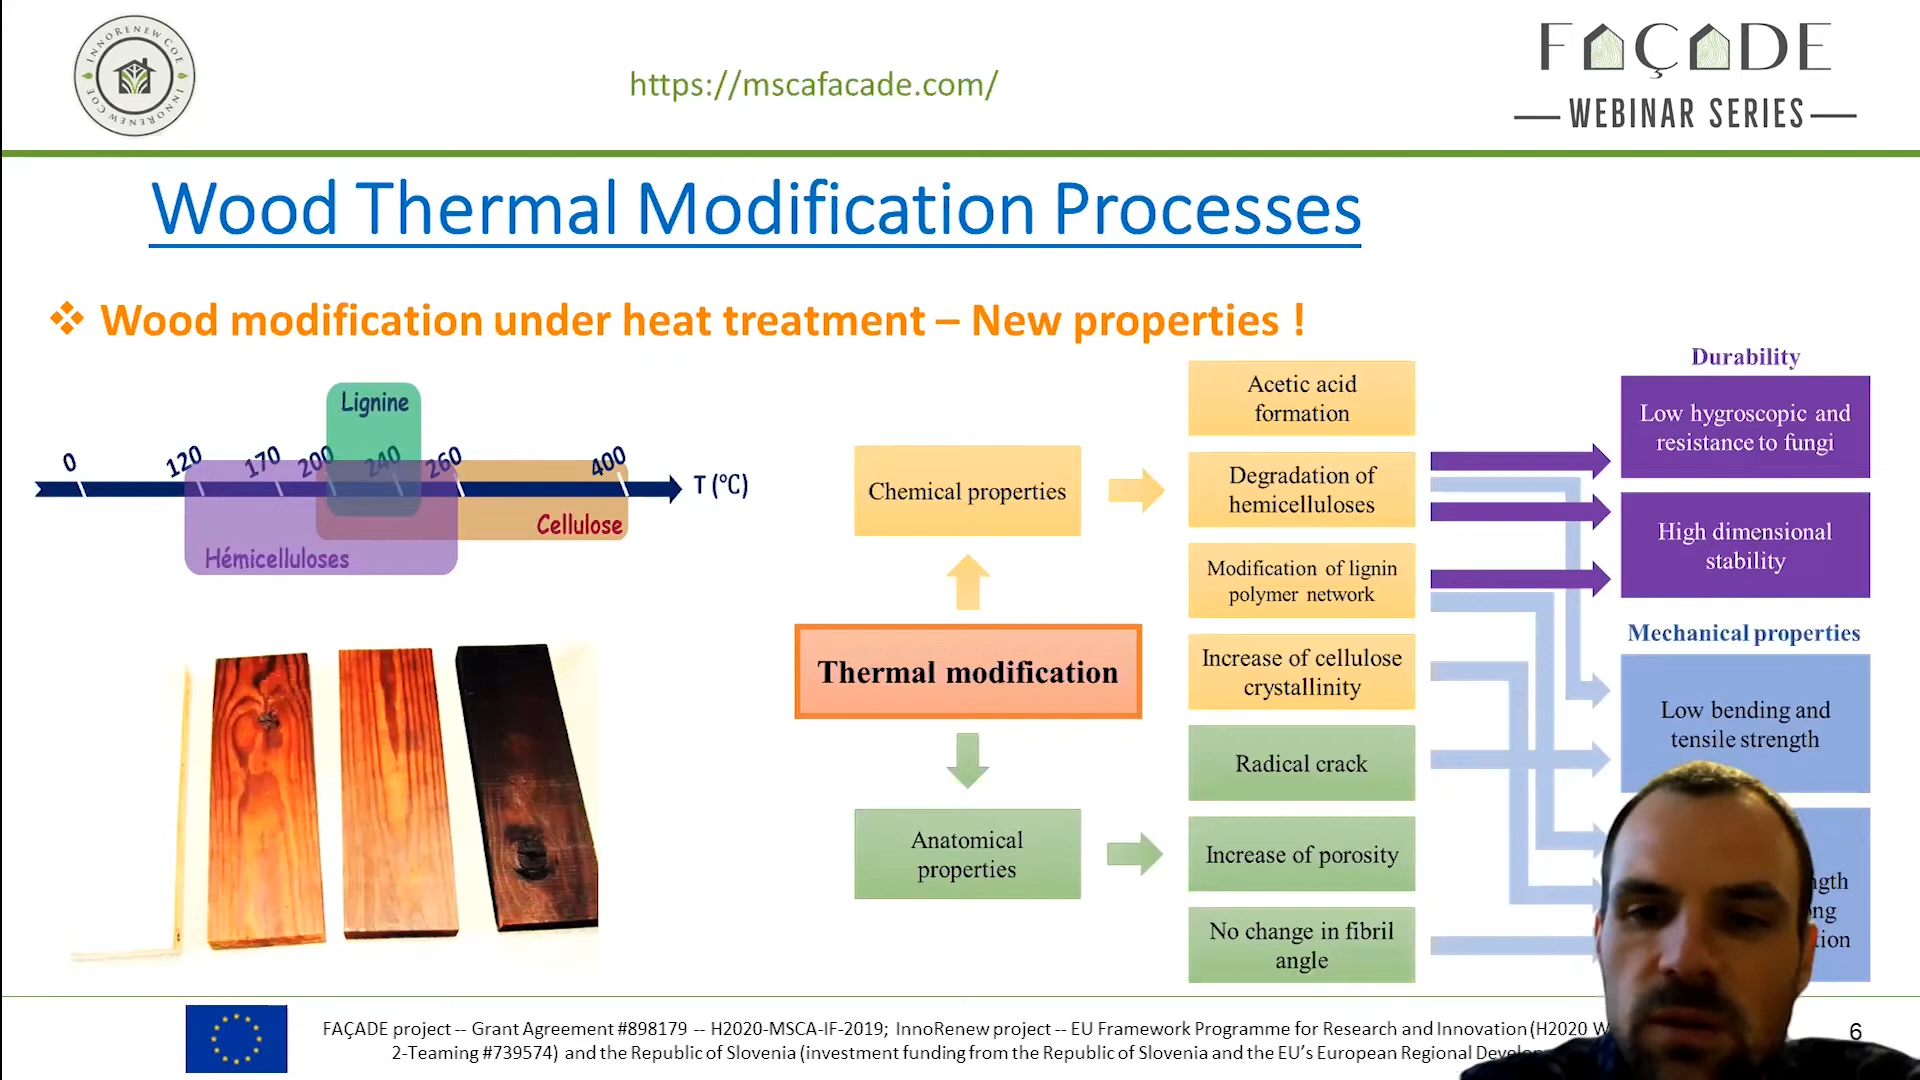 INNORENEW COE
INNORENEW COE
https://mscafacade.com/
FAÇADE
WEBINAR SERIES
Wood Thermal Modification Processes
❖ Wood modification under heat treatment – New properties !
Lignine
0 120 170 200 240 260 400
T (°C)
Cellulose
Hémicelluloses
Chemical properties
Thermal modification
Anatomical
properties
Acetic acid
formation
Degradation of
hemicelluloses
Modification of lignin
polymer network
Increase of cellulose
crystallinity
Radical crack
Increase of porosity
No change in fibril
angle
Durability
Low hygroscopic and
resistance to fungi
High dimensional
stability
Mechanical properties
Low bending and
tensile strength
FAÇADE project -- Grant Agreement #898179 -- H2020-MSCA-IF-2019; InnoRenew project -- EU Framework Programme for Research and Innovation (H2020
2-Teaming #739574) and the Republic of Slovenia (investment funding from the Republic of Slovenia and the EU's European Regional
6